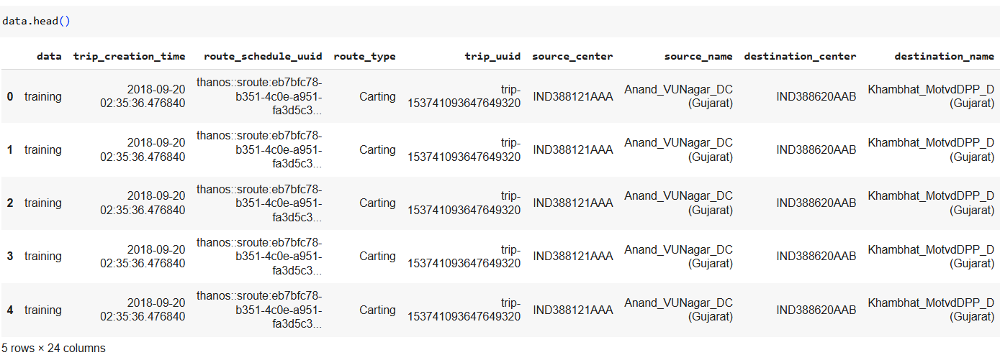 data.head()
data trip_creation_time route_schedule_uuid route_type trip_uuid source_center source_name destination_center destination_name
0 training 2018-09-20 02:35:36.476840 thanos::sroute:eb7bfc78-b351-4c0e-a951-fa3d5c3... Carting trip-153741093647649320 IND388121AAA Anand_VUNagar_DC (Gujarat) IND388620AAB Khambhat_MotvdDPP_D (Gujarat)
1 training 2018-09-20 02:35:36.476840 thanos::sroute:eb7bfc78-b351-4c0e-a951-fa3d5c3... Carting trip-153741093647649320 IND388121AAA Anand_VUNagar_DC (Gujarat) IND388620AAB Khambhat_MotvdDPP_D (Gujarat)
2 training 2018-09-20 02:35:36.476840 thanos::sroute:eb7bfc78-b351-4c0e-a951-fa3d5c3... Carting trip-153741093647649320 IND388121AAA Anand_VUNagar_DC (Gujarat) IND388620AAB Khambhat_MotvdDPP_D (Gujarat)
3 training 2018-09-20 02:35:36.476840 thanos::sroute:eb7bfc78-b351-4c0e-a951-fa3d5c3... Carting trip-153741093647649320 IND388121AAA Anand_VUNagar_DC (Gujarat) IND388620AAB Khambhat_MotvdDPP_D (Gujarat)
4 training 2018-09-20 02:35:36.476840 thanos::sroute:eb7bfc78-b351-4c0e-a951-fa3d5c3... Carting trip-153741093647649320 IND388121AAA Anand_VUNagar_DC (Gujarat) IND388620AAB Khambhat_MotvdDPP_D (Gujarat)
5 rows × 24 columns